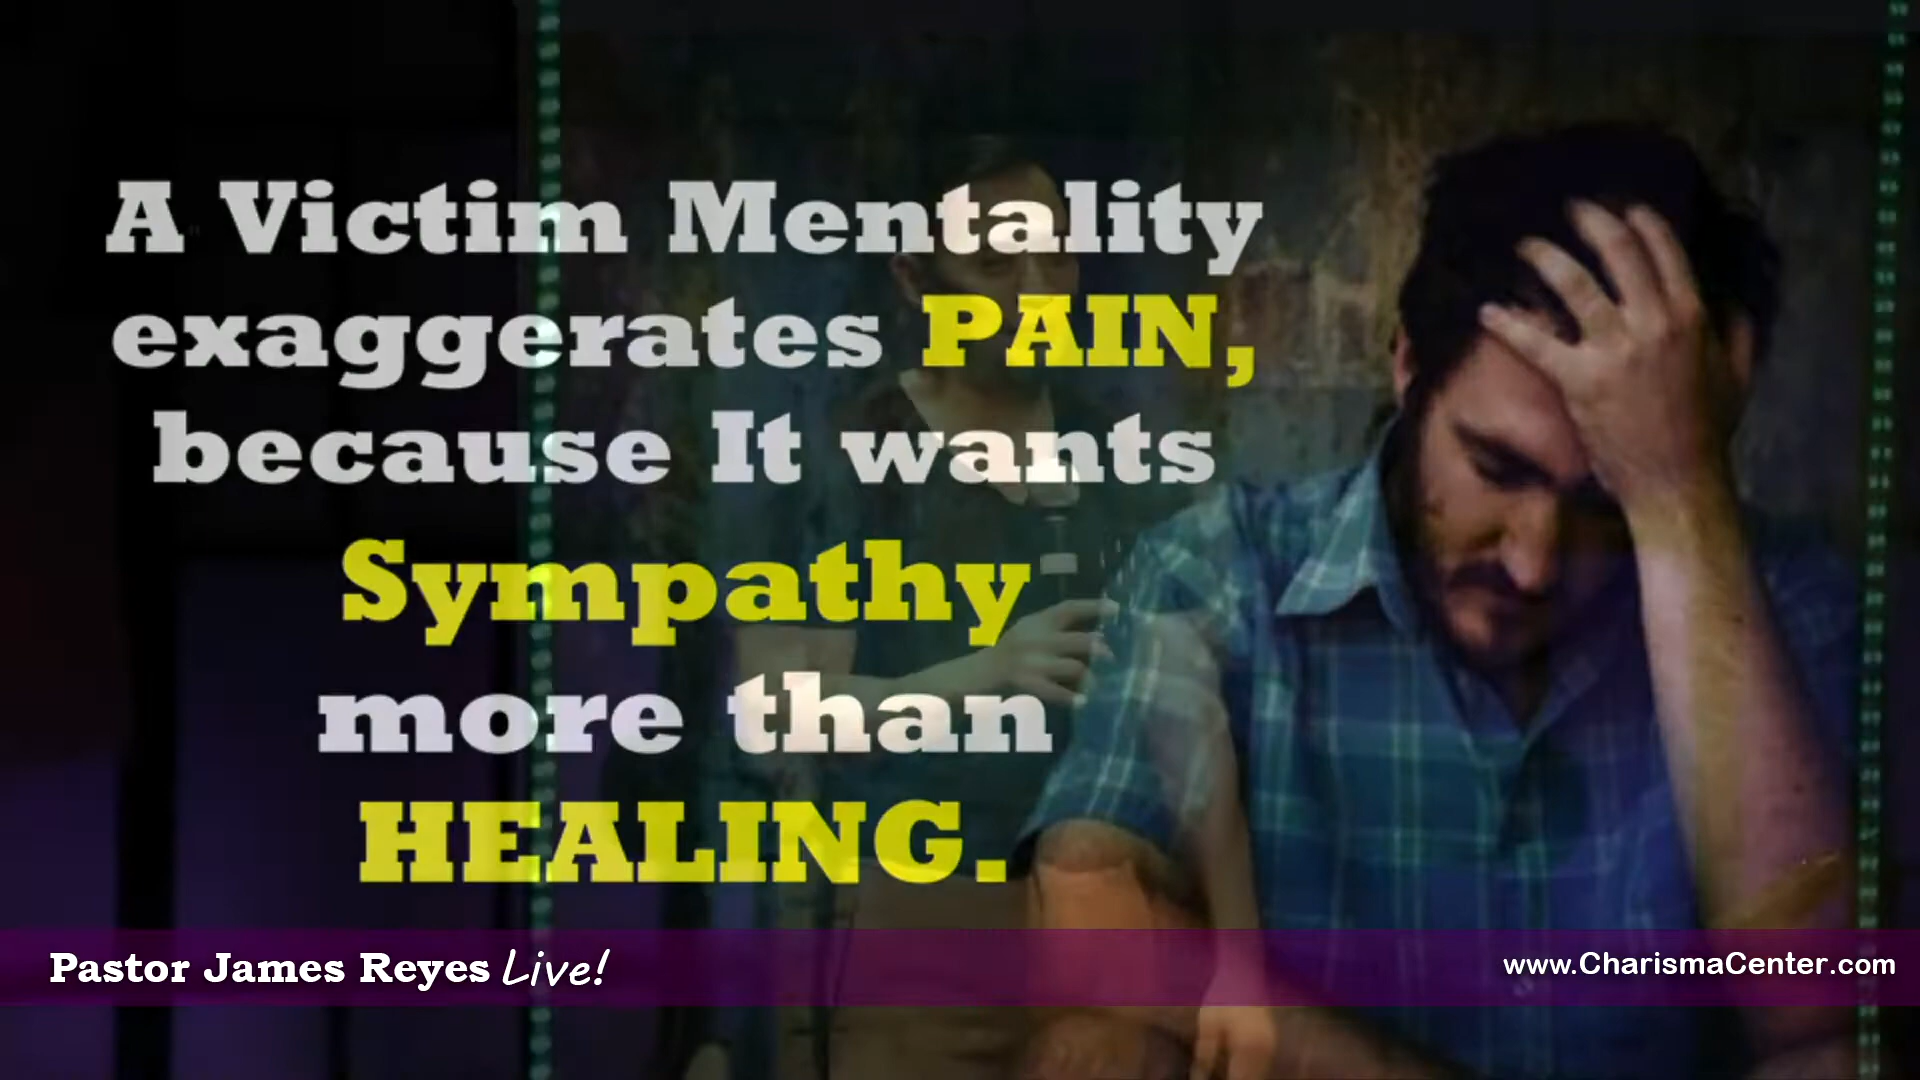 A Victim Mentality
exaggerates PAIN,
because It wants
Sympathy
more than
HEALING.
Pastor James Reyes Live!
www.CharismaCenter.com